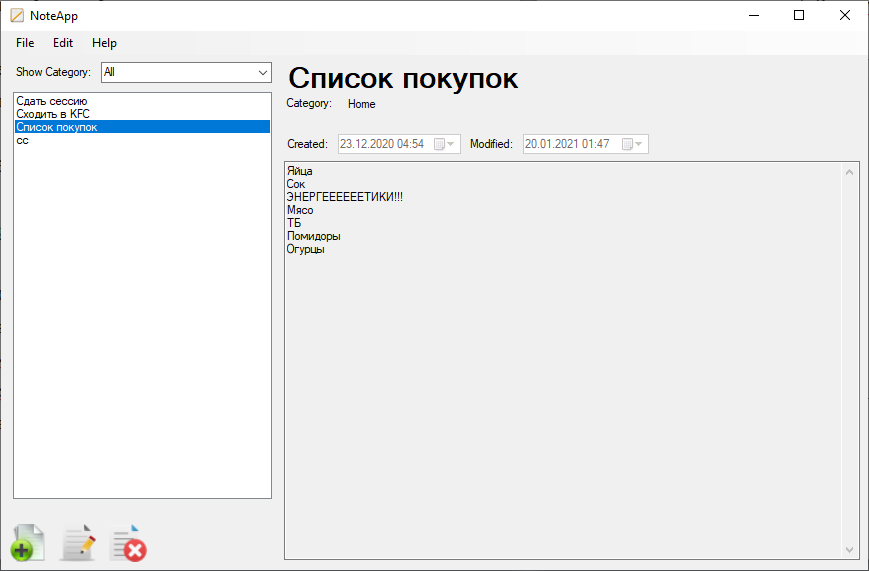 NoteApp
File Edit Help
Show Category: All
Сдать сессию
Сходить в KFC
Список покупок
сс
Список покупок
Category: Home
Created: 23.12.2020 04:54 Modified: 20.01.2021 01:47
Яйца
Сок
ЭНЕРГЕЕЕЕЕЕТИКИ!!!
Мясо
ТБ
Помидоры
Огурцы